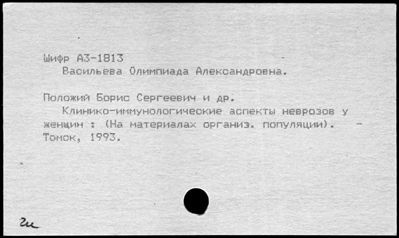 Шифр А3-1813
Васильева Олимпиада Александровна.
Положий Борис Сергеевич и др.
Клинико-иммунологические аспекты неврозов у
женщин : (На материалах организ. популяции). -
Томск, 1993.